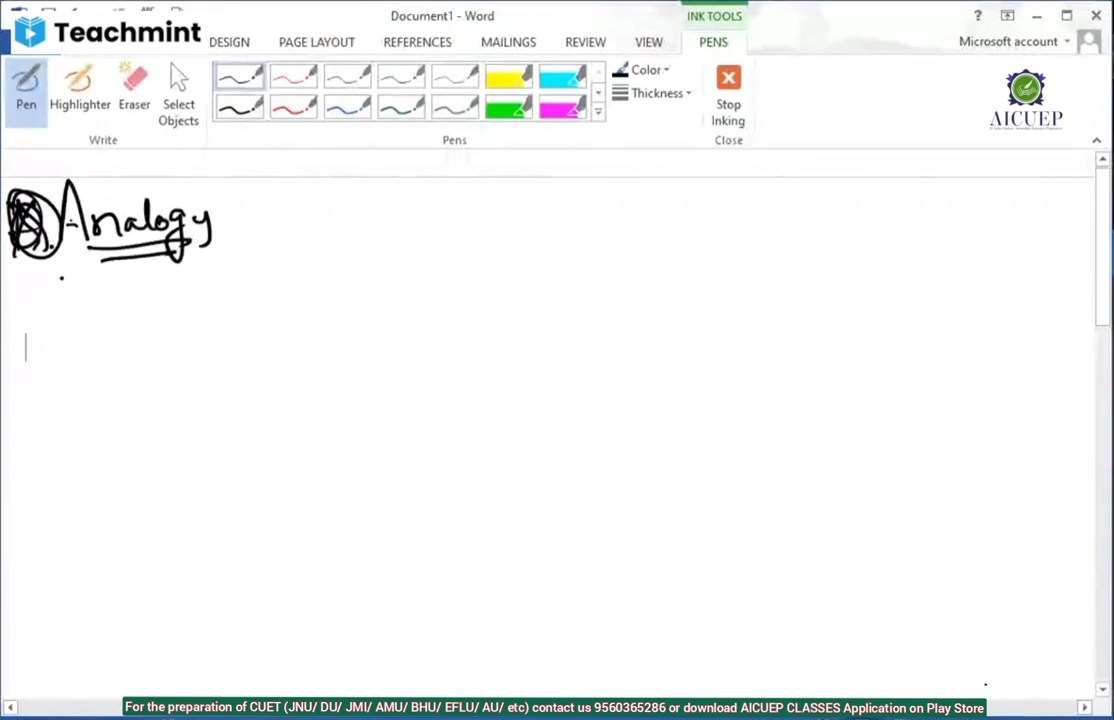 Document1 - Word
INK TOOLS
?
Teachmint
DESIGN PAGE LAYOUT REFERENCES MAILINGS REVIEW VIEW PENS
Microsoft account
Pen Highlighter Eraser Select Objects
Color
Thickness
Stop Inking
Write
Pens
Close
AICUEP
Analogy
For the preparation of CUET (JNU/ DU/ JMI/ AMU/ BHU/ EFLU/ AU/ etc) contact us 9560365286 or download AICUEP CLASSES Application on Play Store